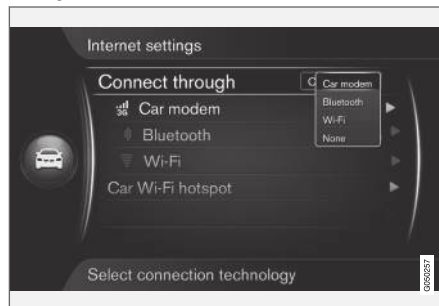 Internet settings
Connect through
C
Car modem
Bluetooth
Wi-Fi
None
3G
Car modem
Bluetooth
Wi-Fi
Car Wi-Fi hotspot
Select connection technology
G050257